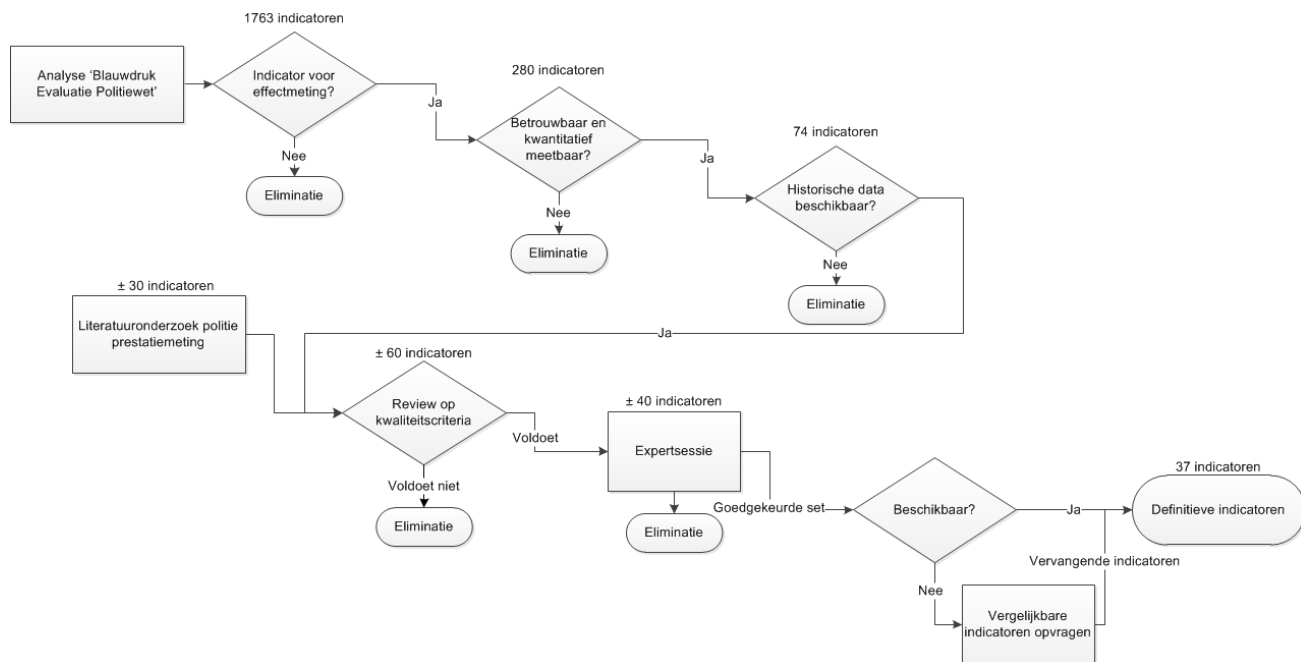 1763 indicatoren
Analyse 'Blauwdruk
Evaluatie Politiewet'
Indicator voor
effectmeting?
Ja
Nee
Eliminatie
280 indicatoren
Betrouwbaar en
kwantitatief
meetbaar?
Ja
Nee
Eliminatie
74 indicatoren
Historische data
beschikbaar?
Nee
Eliminatie
Ja
± 30 indicatoren
Literatuuronderzoek politie
prestatiemeting
± 60 indicatoren
Review op
kwaliteitscriteria
Voldoet
Voldoet niet
Eliminatie
± 40 indicatoren
Expertsessie
Eliminatie
Goedgekeurde set
Beschikbaar?
Ja
Nee
Vergelijkbare
indicatoren opvragen
Vervangende indicatoren
37 indicatoren
Definitieve indicatoren